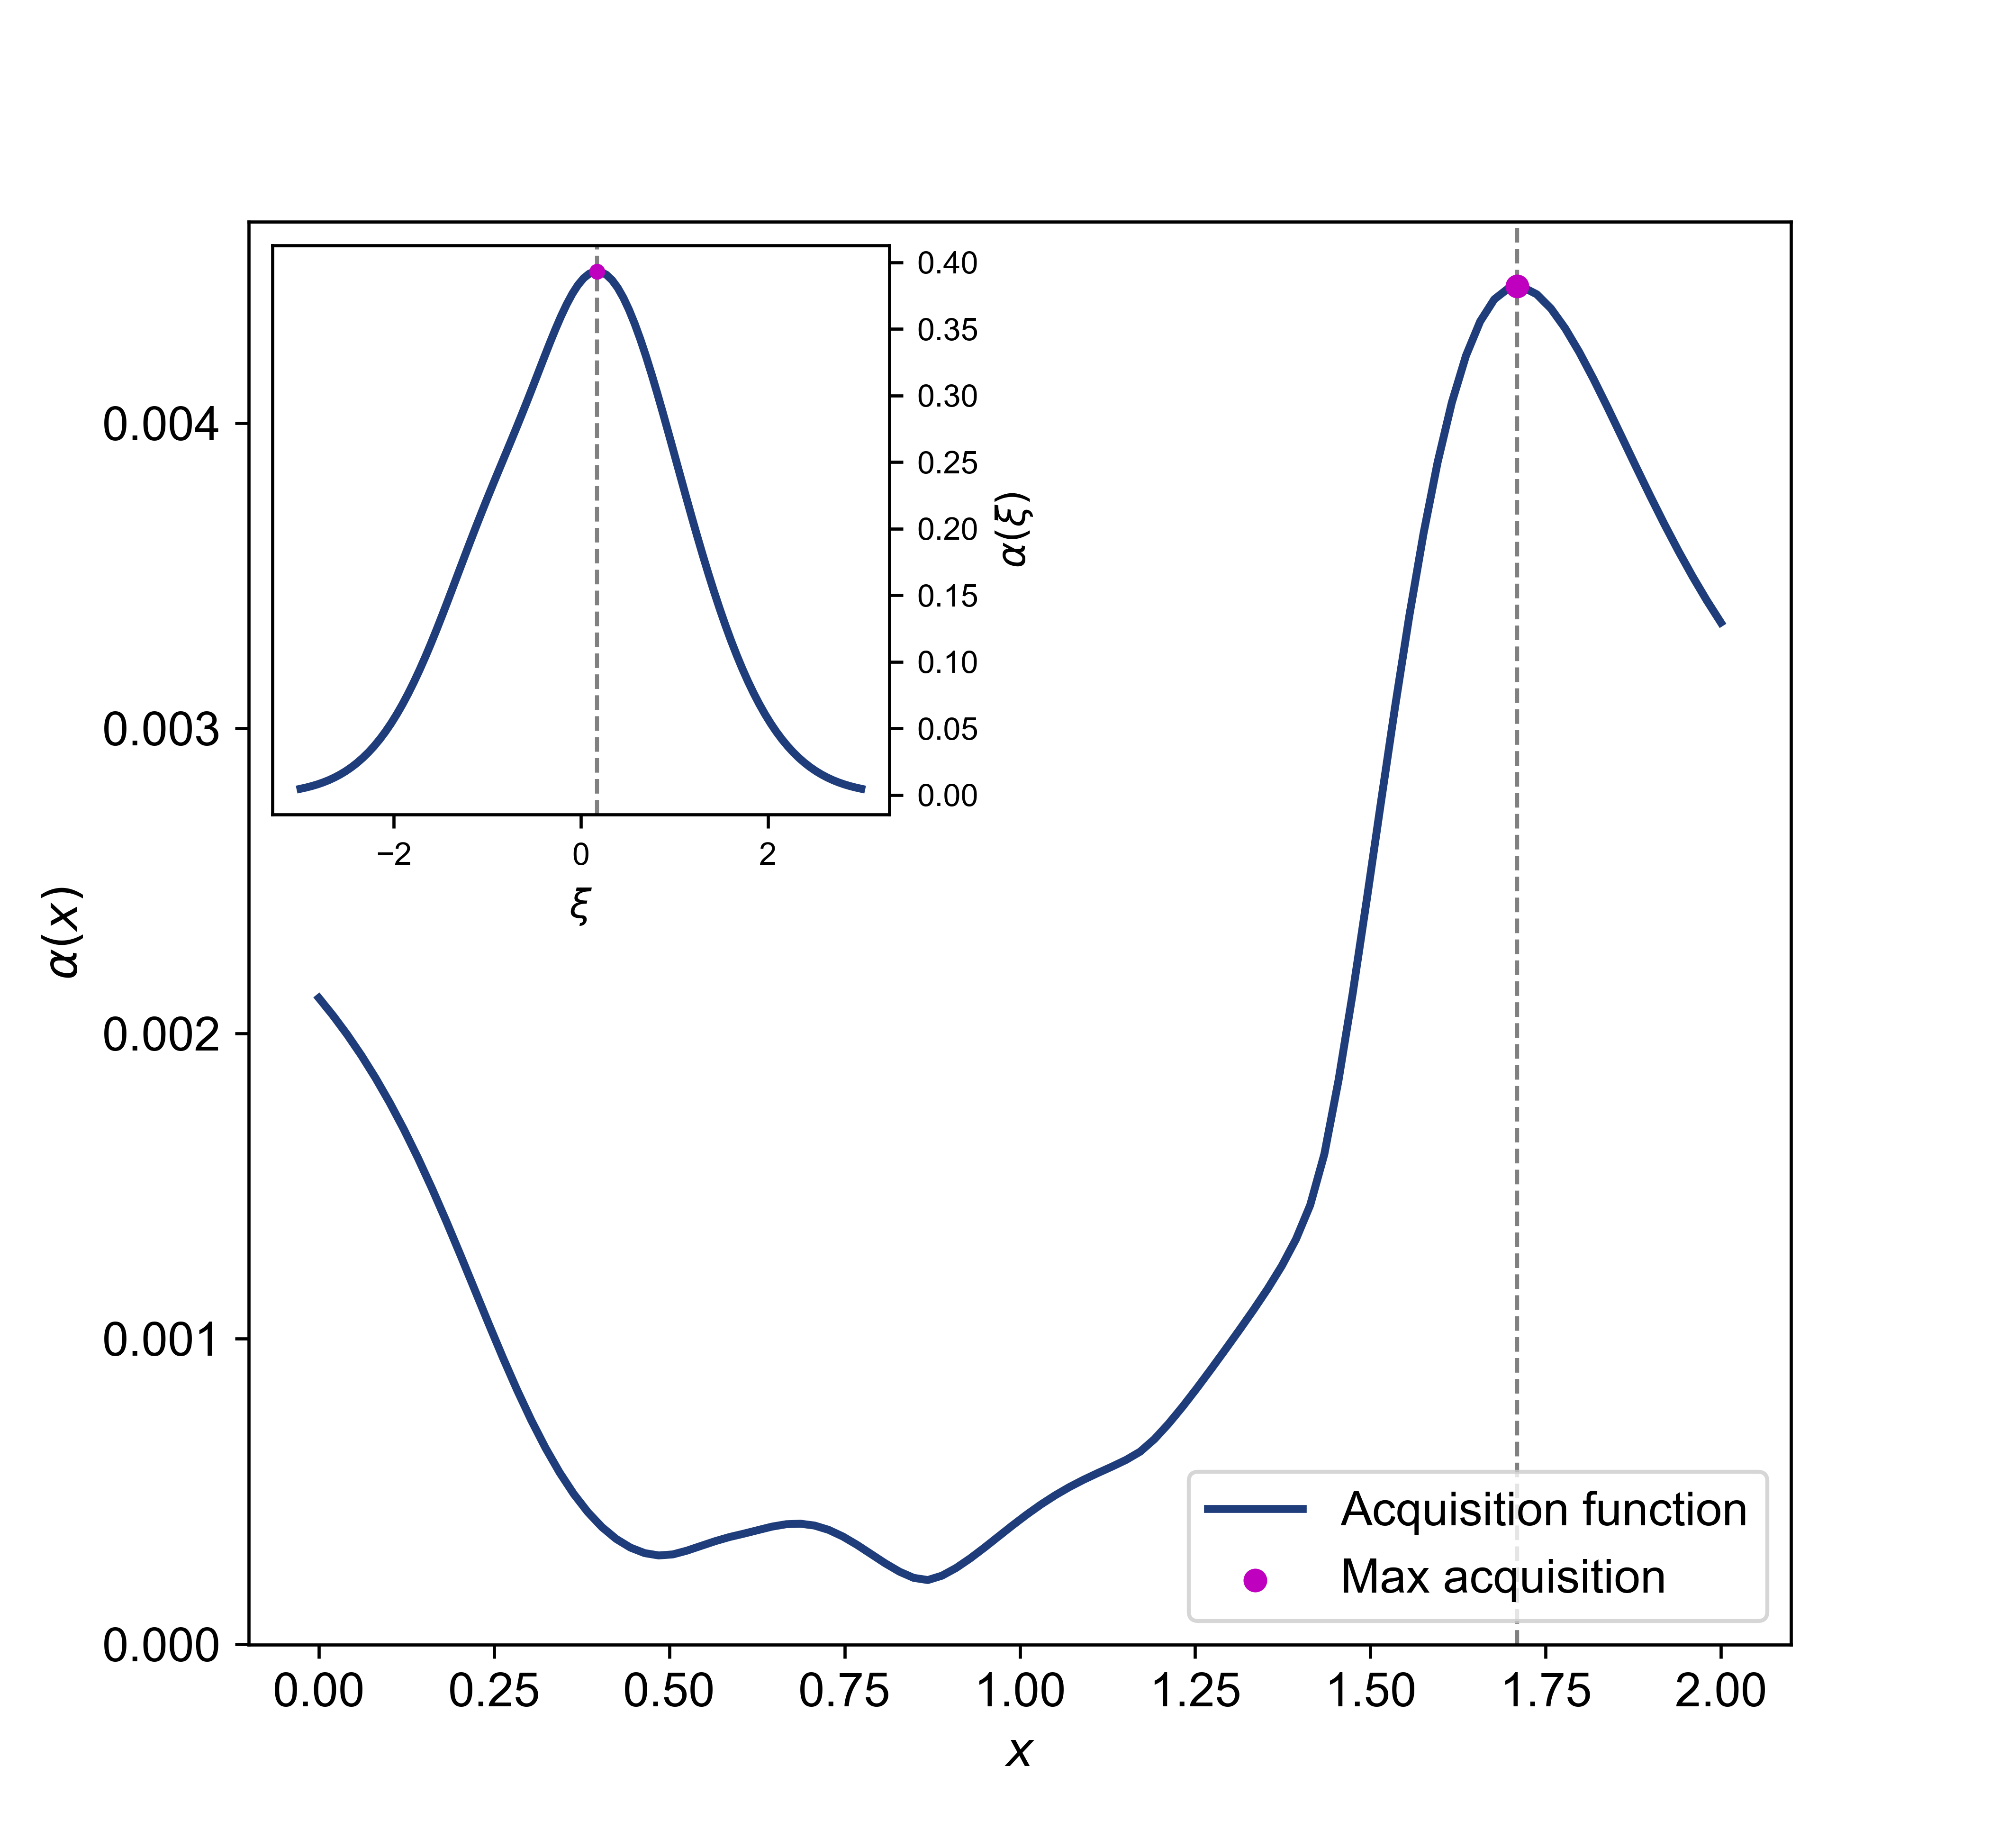 0.40
0.35
0.30
0.25
0.20
0.15
0.10
0.05
0.00
α(ξ)
−2 0 2
ξ
0.004
0.003
0.002
0.001
0.000
α(x)
Acquisition function
Max acquisition
0.00 0.25 0.50 0.75 1.00 1.25 1.50 1.75 2.00
x